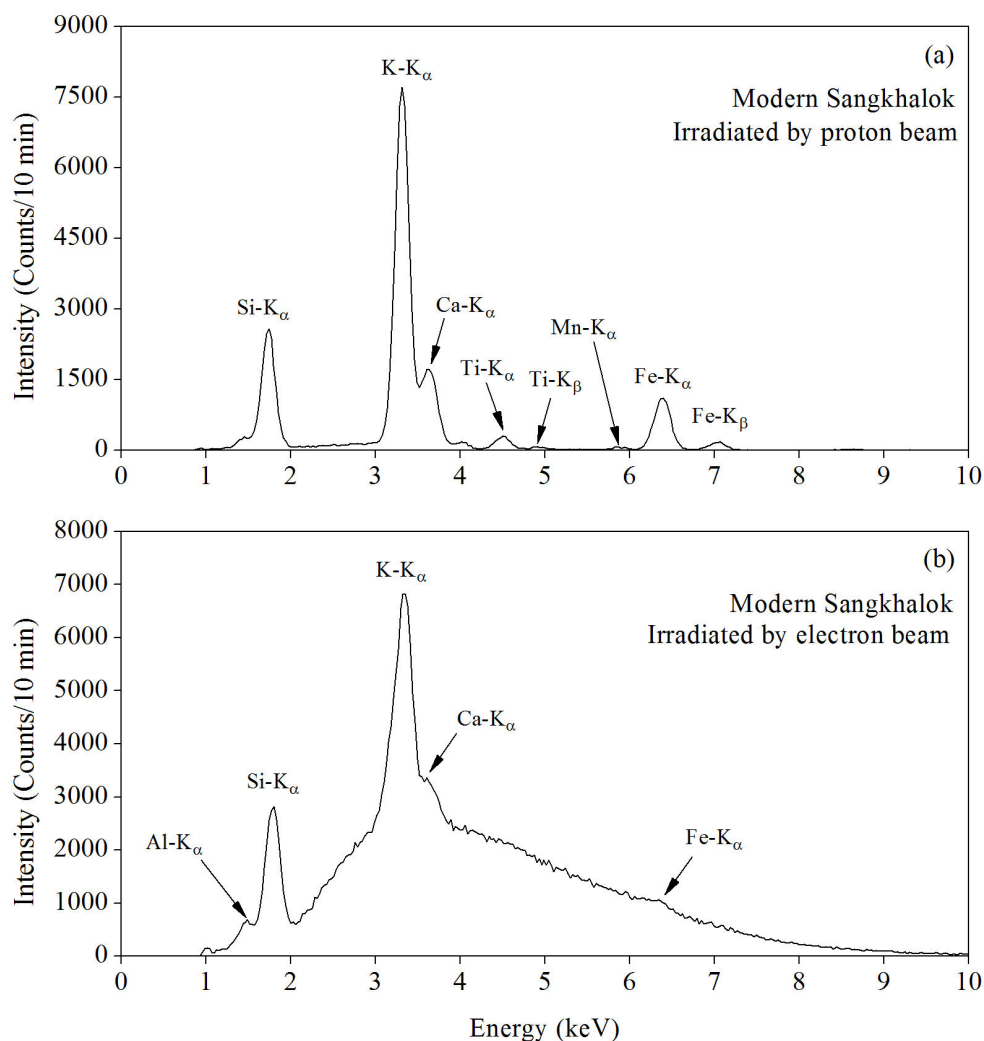 9000
7500
6000
4500
3000
1500
0
Intensity (Counts/10 min)
(a)
Modern Sangkhalok
Irradiated by proton beam
Si-Kα
K-Kα
Ca-Kα
Ti-Kα
Ti-Kβ
Mn-Kα
Fe-Kα
Fe-Kβ
0 1 2 3 4 5 6 7 8 9 10
8000
7000
6000
5000
4000
3000
2000
1000
0
Intensity (Counts/10 min)
(b)
Modern Sangkhalok
Irradiated by electron beam
Al-Kα
Si-Kα
K-Kα
Ca-Kα
Fe-Kα
0 1 2 3 4 5 6 7 8 9 10
Energy (keV)